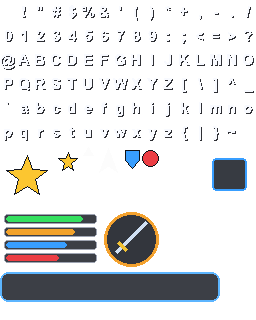 ! " # $ % & ' ( ) * + , - . /
0 1 2 3 4 5 6 7 8 9 : ; < = > ?
@ A B C D E F G H I J K L M N O
P Q R S T U V W X Y Z [ \ ] ^ _
` a b c d e f g h i j k l m n o
p q r s t u v w x y z { | } ~